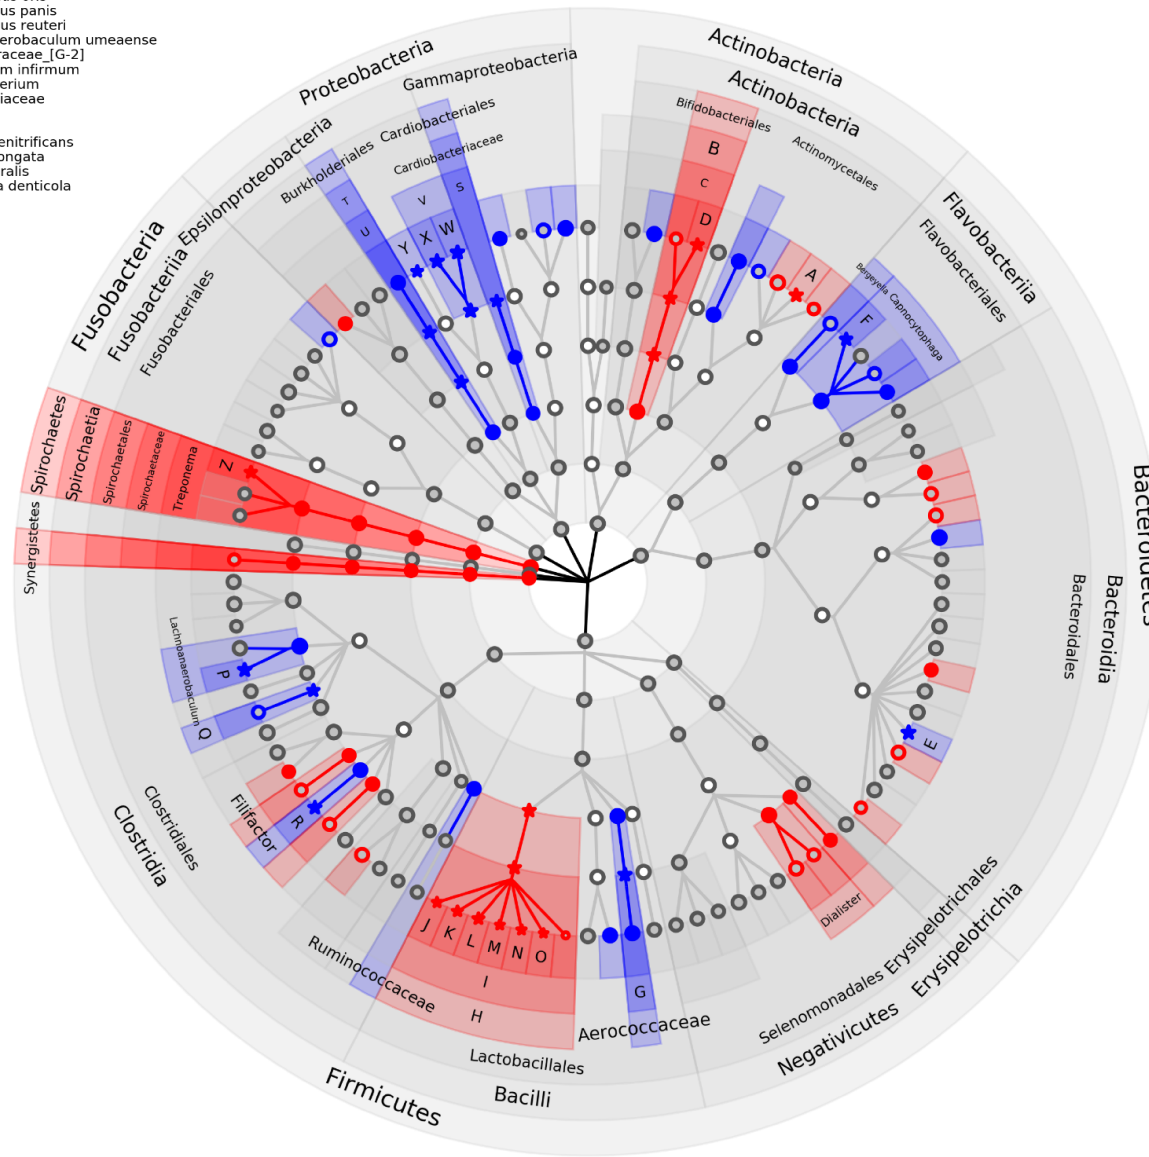 us panis
us reuteri
erobaculum umeaense
raceae_[G-2]
m infirmum
erium
iaceae
enitrificans
ongata
ralis
a denticola
Proteobacteria
Gammaproteobacteria
Cardiobacteriales
Cardiobacteriaceae
Burkholderiales
Epsilonproteobacteria
Actinobacteria
Actinobacteria
Bifidobacteriales
Actinomycetales
B
C
D
A
S
V
W
X
Y
T
U
Flavobacteriia
Flavobacteriales
Bergeyella
Capnocytophaga
F
Fusobacteria
Fusobacteriia
Fusobacteriales
Spirochaetes
Spirochaetia
Spirochaetales
Spirochaetaceae
Treponema
Z
Synergistetes
Bacteroidetes
Bacteroidia
Bacteroidales
E
Lachnoanaerobaculum
P
Q
Filifactor
R
Clostridiales
Clostridia
Ruminococcaceae
J
K
L
M
N
O
I
H
G
Aerococcaceae
Lactobacillales
Bacilli
Firmicutes
Dialister
Selenomonadales
Negativicutes
Erysipelotrichales
Erysipelotrichia